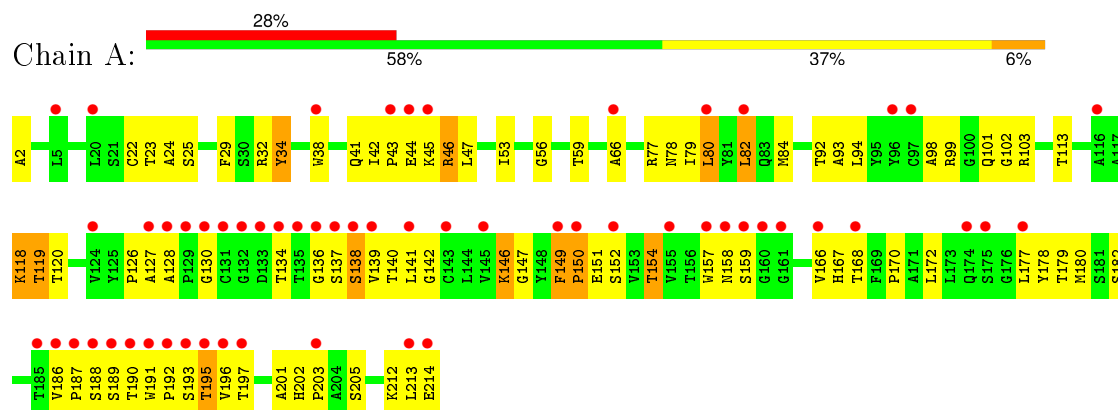 28%
Chain A:
58% 37% 6%
A2 L5 L20 S21 C22 T23 A24 S25 F29 S30 R32 Y34 W38 Q41 I42 P43 E44 K45 R46 L47 I53 G56 T59 A66 R77 N78 I79 L80 Y81 L82 Q83 M84 T92 A93 L94 Y95 Y96 C97 A98 R99 G100 Q101 G102 R103 T113 A116 A117
K118 T119 T120 V124 Y125 P126 A127 A128 P129 G130 C131 G132 D133 T134 T135 G136 S137 S138 V139 T140 L141 G142 C143 L144 V145 K146 G147 Y148 F149 P150 E151 S152 V153 T154 V155 T156 W157 N158 S159 G160 G161 V166 H167 T168 F169 P170 A171 L172 L173 Q174 S175 G176 L177 Y178 T179 M180 S181 S182
T185 V186 P187 S188 S189 T190 W191 P192 S193 T195 V196 T197 A201 H202 P203 A204 S205 K212 L213 E214